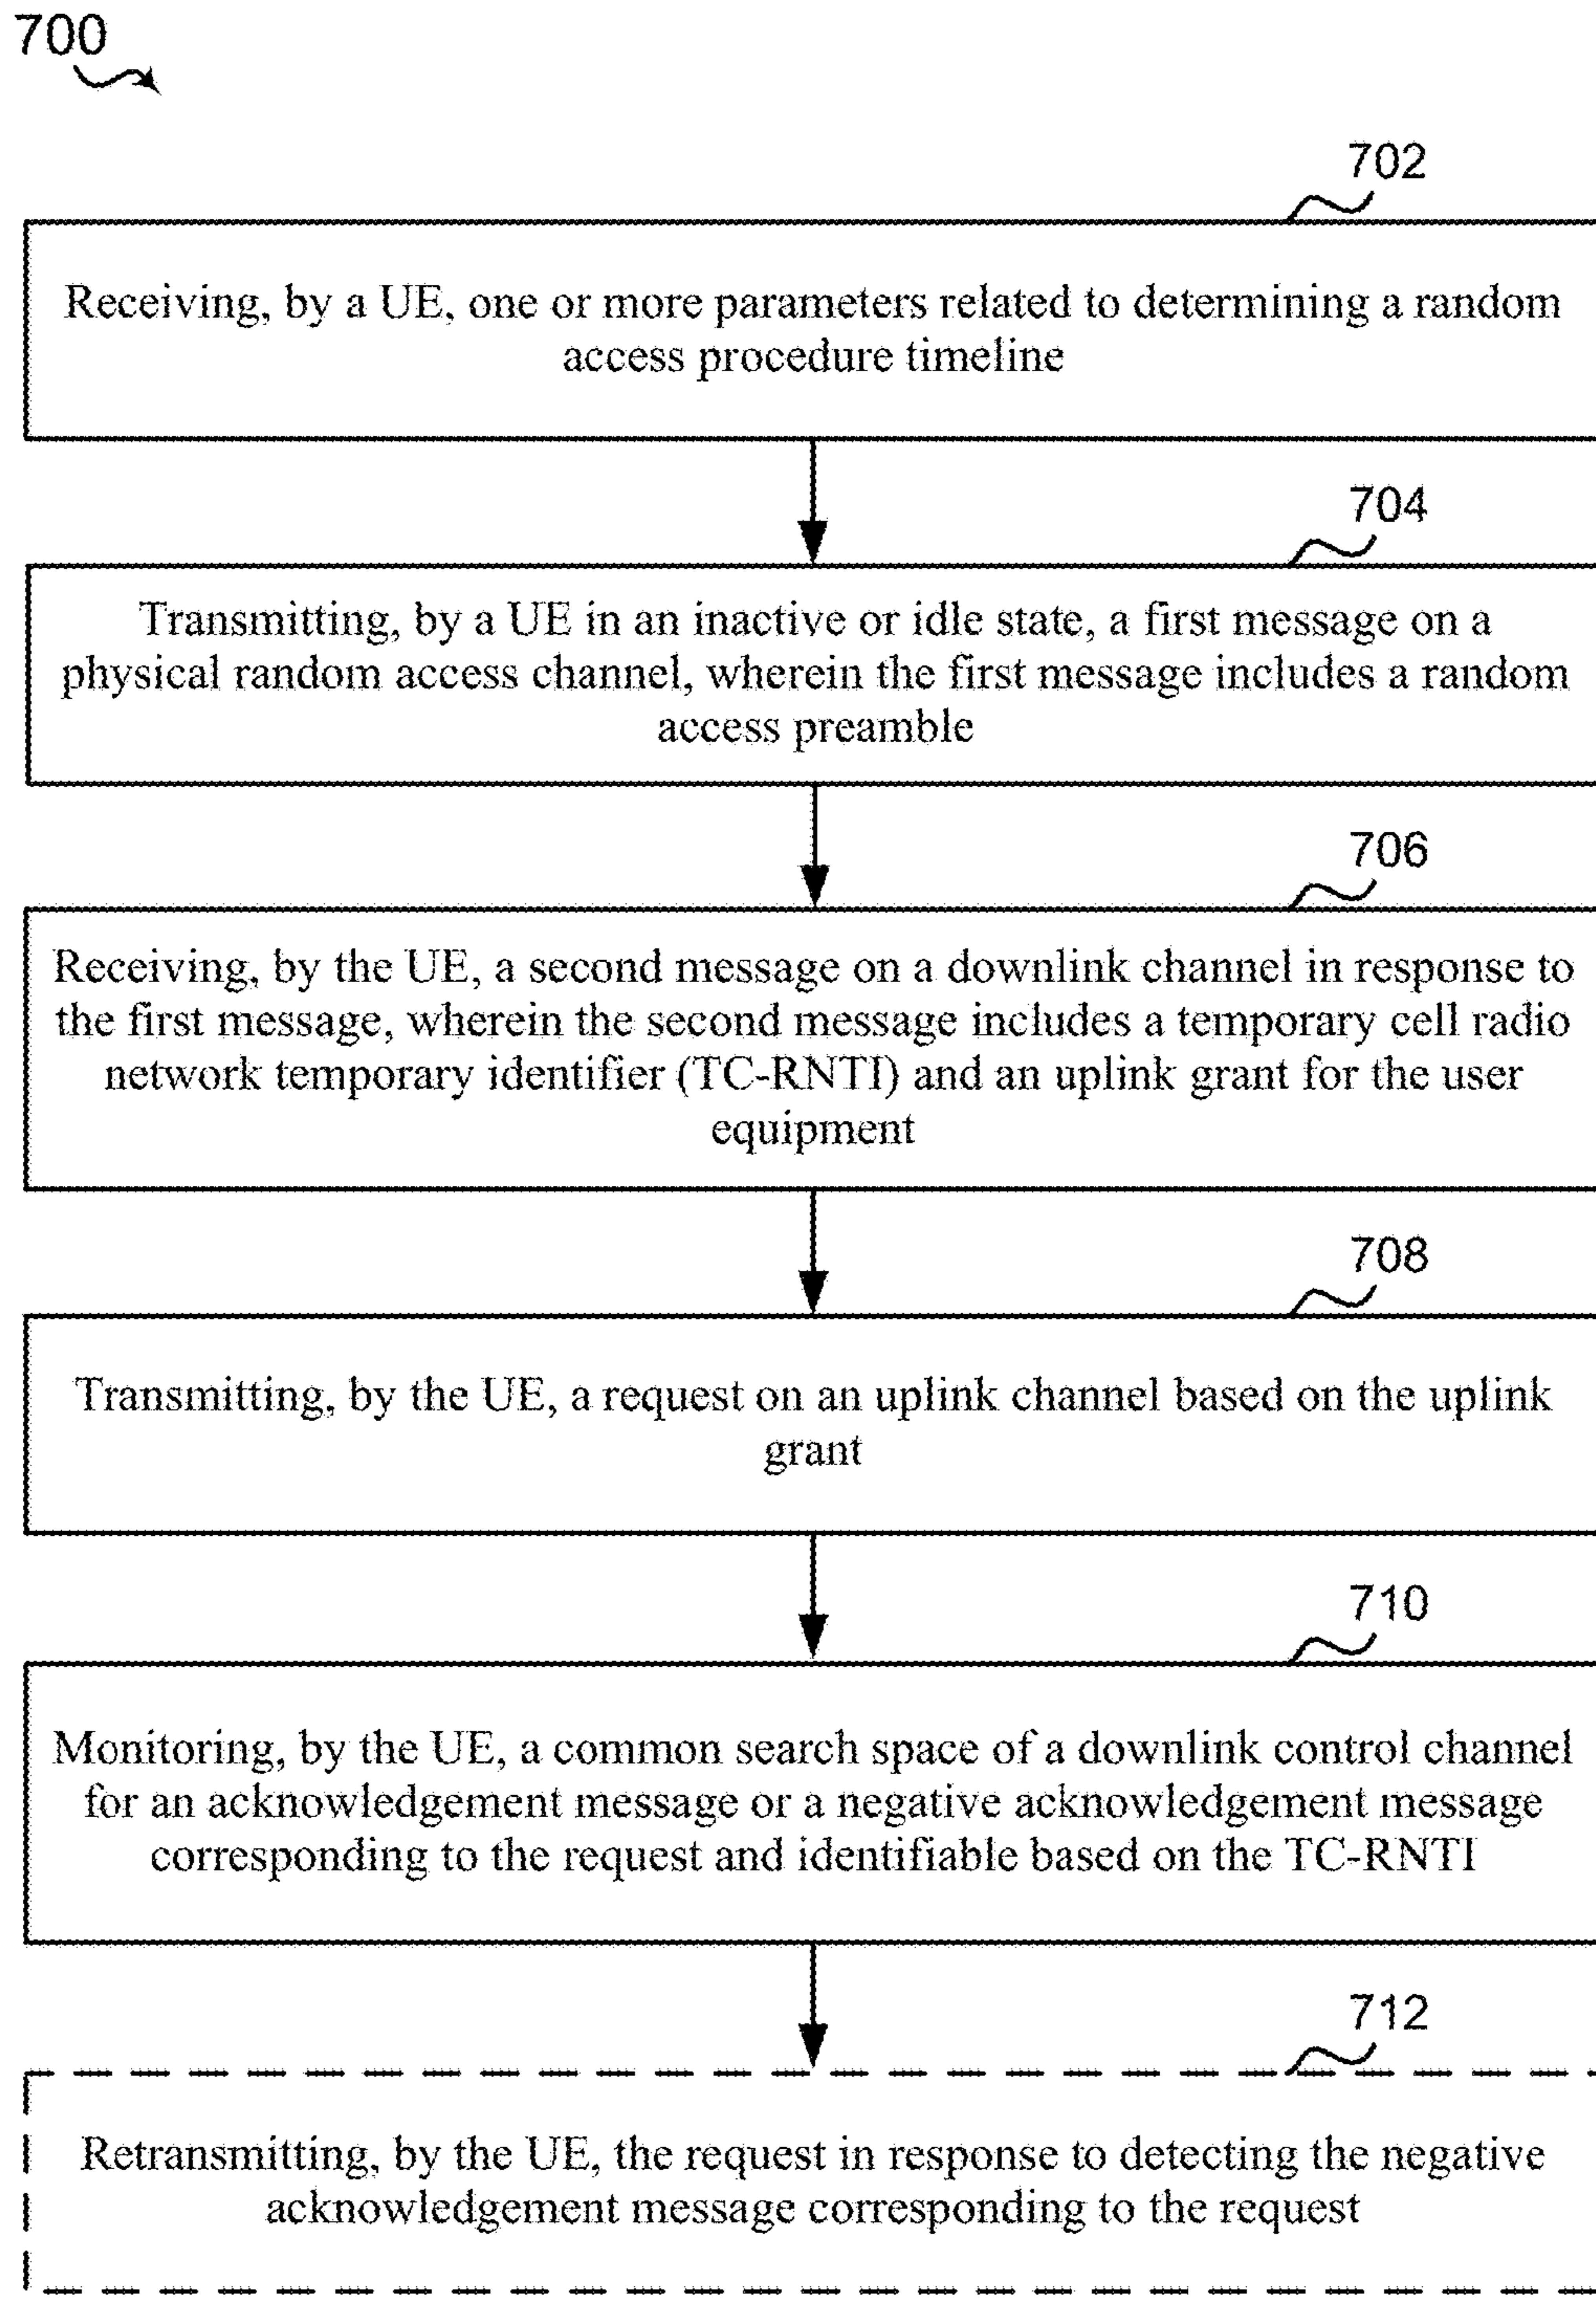 700
702
Receiving, by a UE, one or more parameters related to determining a random
access procedure timeline
704
Transmitting, by a UE in an inactive or idle state, a first message on a
physical random access channel, wherein the first message includes a random
access preamble
706
Receiving, by the UE, a second message on a downlink channel in response to
the first message, wherein the second message includes a temporary cell radio
network temporary identifier (TC-RNTI) and an uplink grant for the user
equipment
708
Transmitting, by the UE, a request on an uplink channel based on the uplink
grant
710
Monitoring, by the UE, a common search space of a downlink control channel
for an acknowledgement message or a negative acknowledgement message
corresponding to the request and identifiable based on the TC-RNTI
712
Retransmitting, by the UE, the request in response to detecting the negative
acknowledgement message corresponding to the request